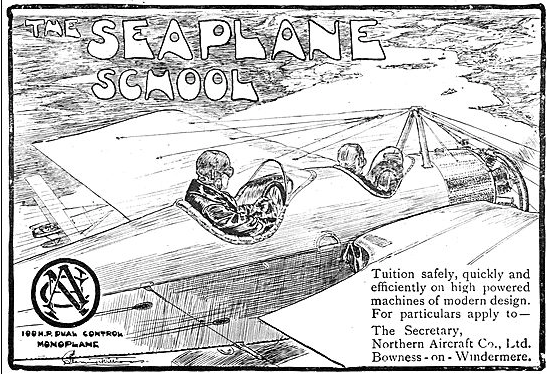 THE SEAPLANE
SCHOOL
NAC
100 H.P. DUAL CONTROL
MONOPLANE
Tuition safely, quickly and
efficiently on high powered
machines of modern design.
For particulars apply to—
The Secretary,
Northern Aircraft Co., Ltd.
Bowness - on - Windermere.